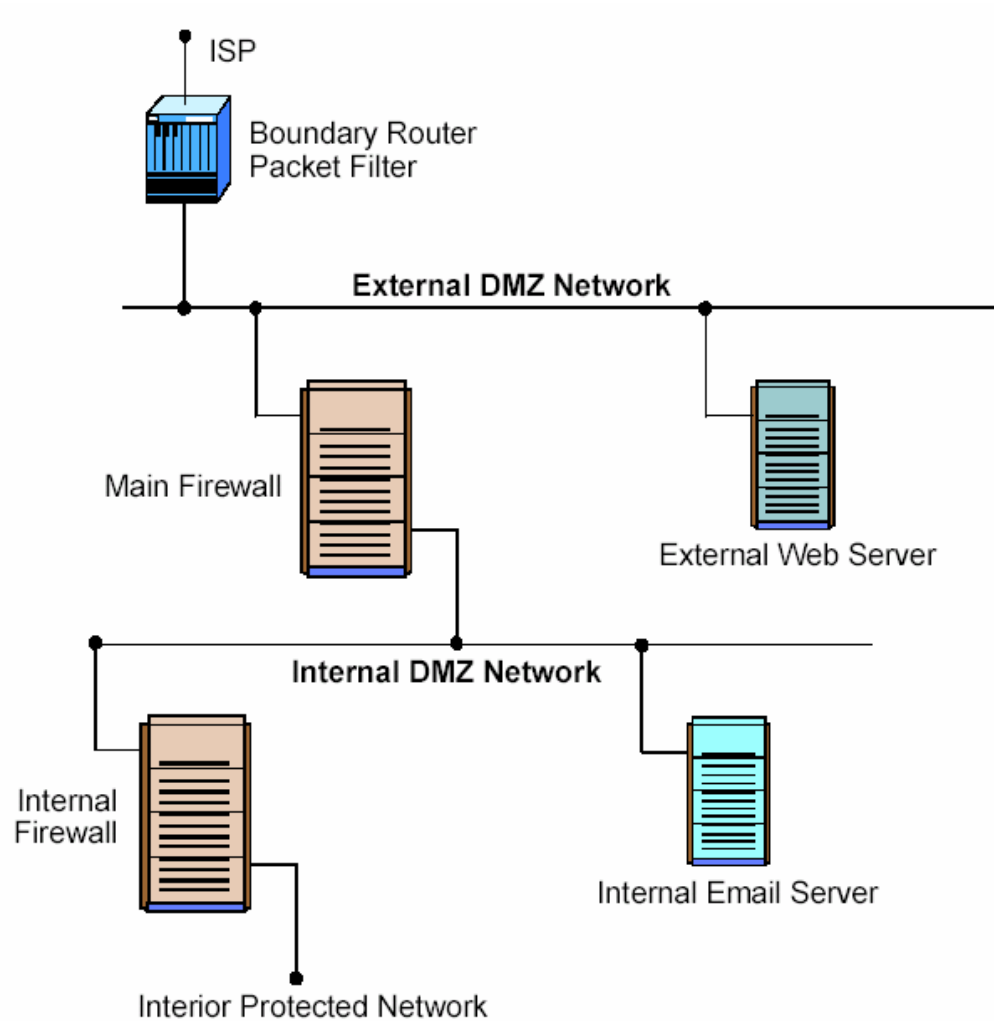 ISP
Boundary Router
Packet Filter
External DMZ Network
Main Firewall
External Web Server
Internal DMZ Network
Internal
Firewall
Internal Email Server
Interior Protected Network